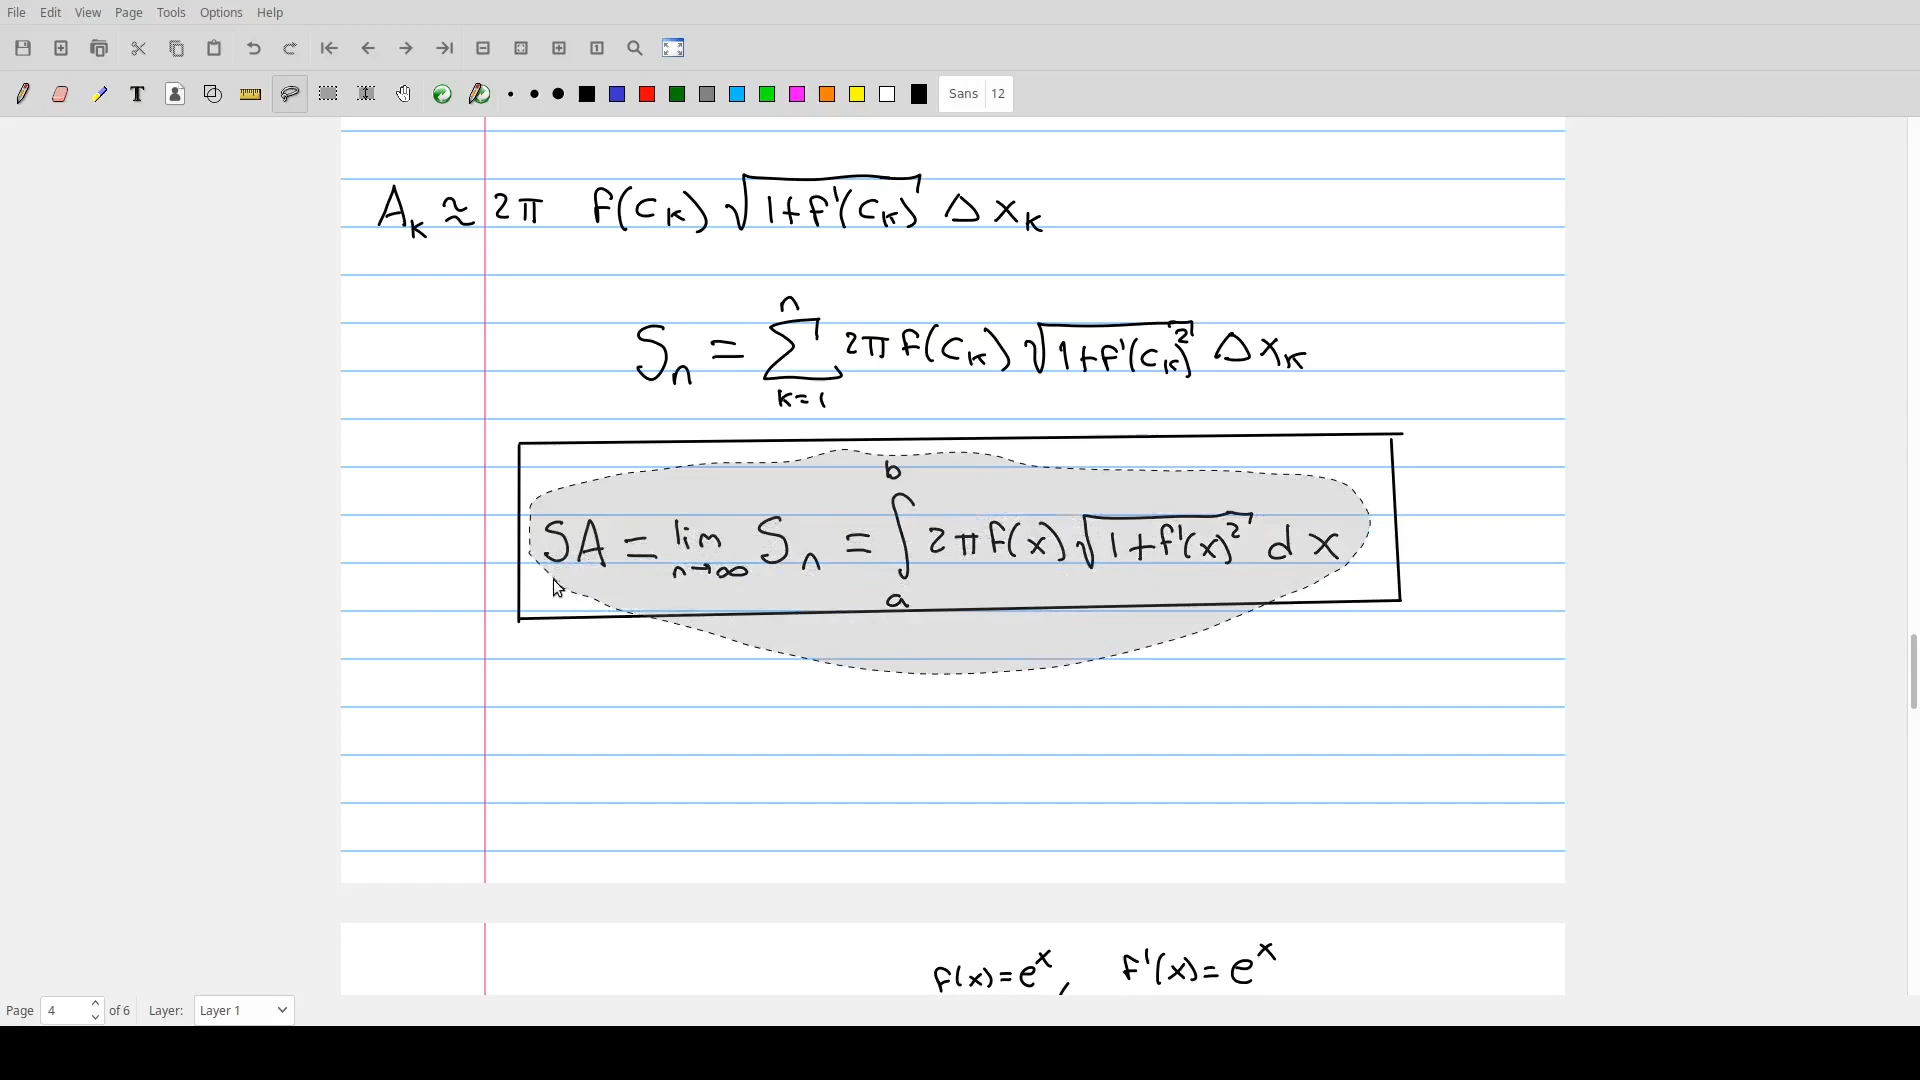 File Edit View Page Tools Options Help
Sans 12
A_k ≈ 2π f(c_k) √(1+f'(c_k)) Δx_k
S_n = ∑_{k=1}^{n} 2π f(c_k) √(1+f'(c_k)²) Δx_k
SA = lim_{n→∞} S_n = ∫_a^b 2π f(x) √(1+f'(x)²) dx
f(x) = e^x, f'(x) = e^x
Page 4 of 6 Layer: Layer 1